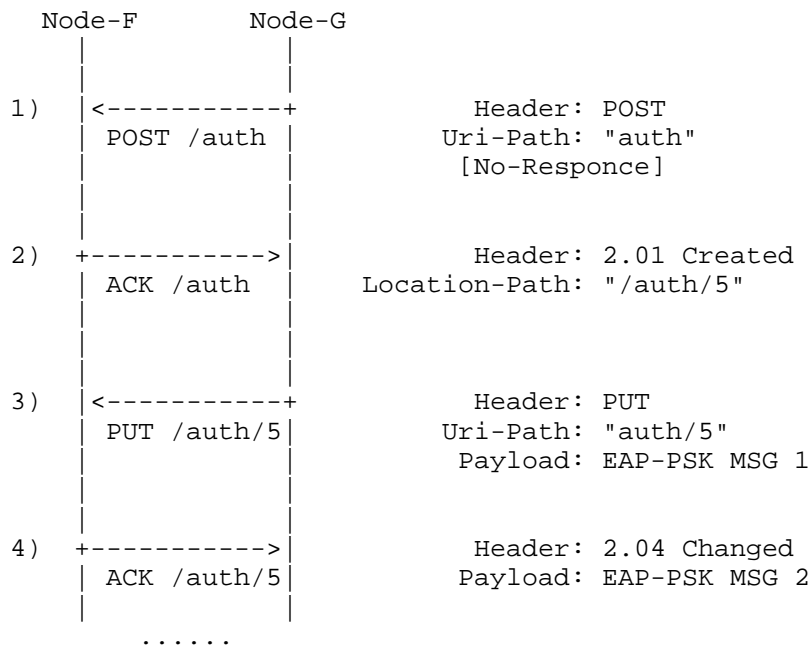 Node-F Node-G
1) <-----------+ Header: POST
POST /auth Uri-Path: "auth"
[No-Responce]
2) +-----------> Header: 2.01 Created
ACK /auth Location-Path: "/auth/5"
3) <-----------+ Header: PUT
PUT /auth/5 Uri-Path: "auth/5"
Payload: EAP-PSK MSG 1
4) +-----------> Header: 2.04 Changed
ACK /auth/5 Payload: EAP-PSK MSG 2
......